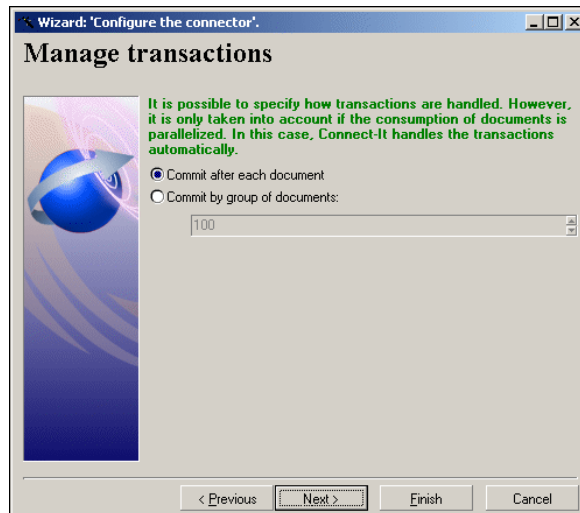 Wizard: 'Configure the connector'.
Manage transactions
It is possible to specify how transactions are handled. However,
it is only taken into account if the consumption of documents is
parallelized. In this case, Connect-It handles the transactions
automatically.
Commit after each document
Commit by group of documents:
100
< Previous Next > Finish Cancel